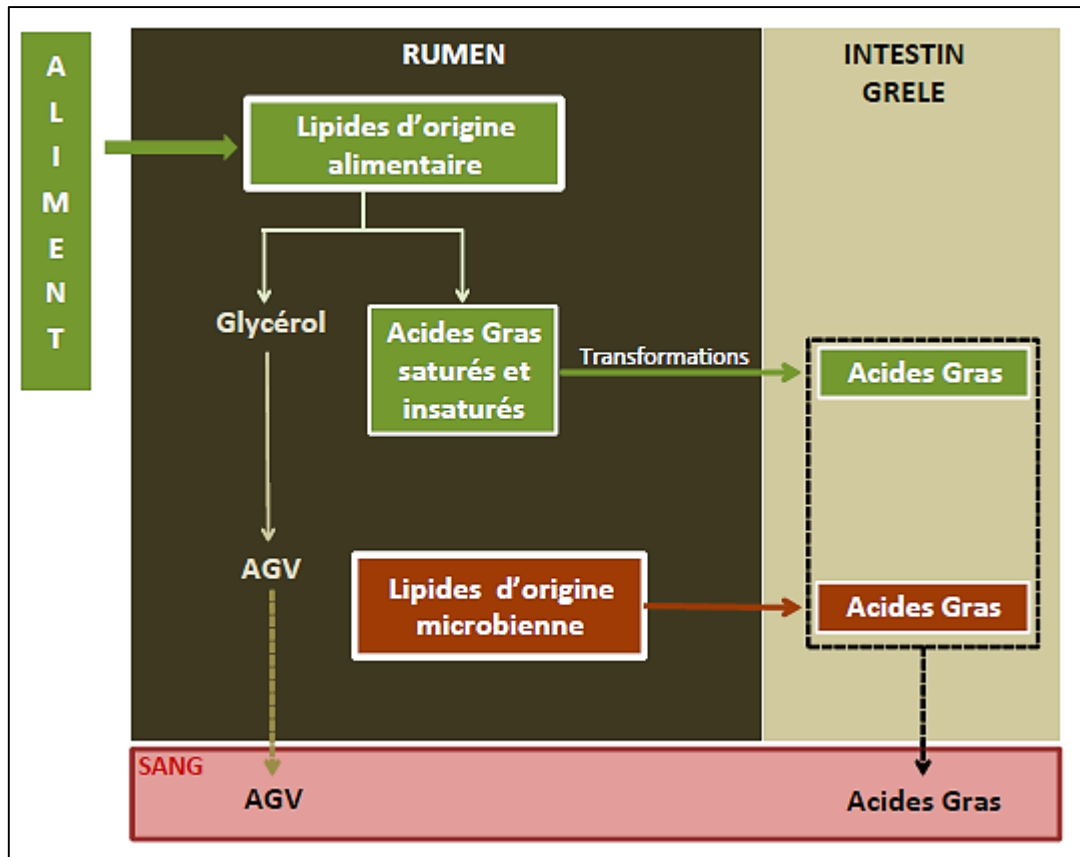 ALIMENT
RUMEN
INTESTIN
GRELE
Lipides d'origine
alimentaire
Glycérol
Acides Gras
saturés et
insaturés
Transformations
Acides Gras
AGV
Lipides d'origine
microbienne
Acides Gras
SANG
AGV
Acides Gras